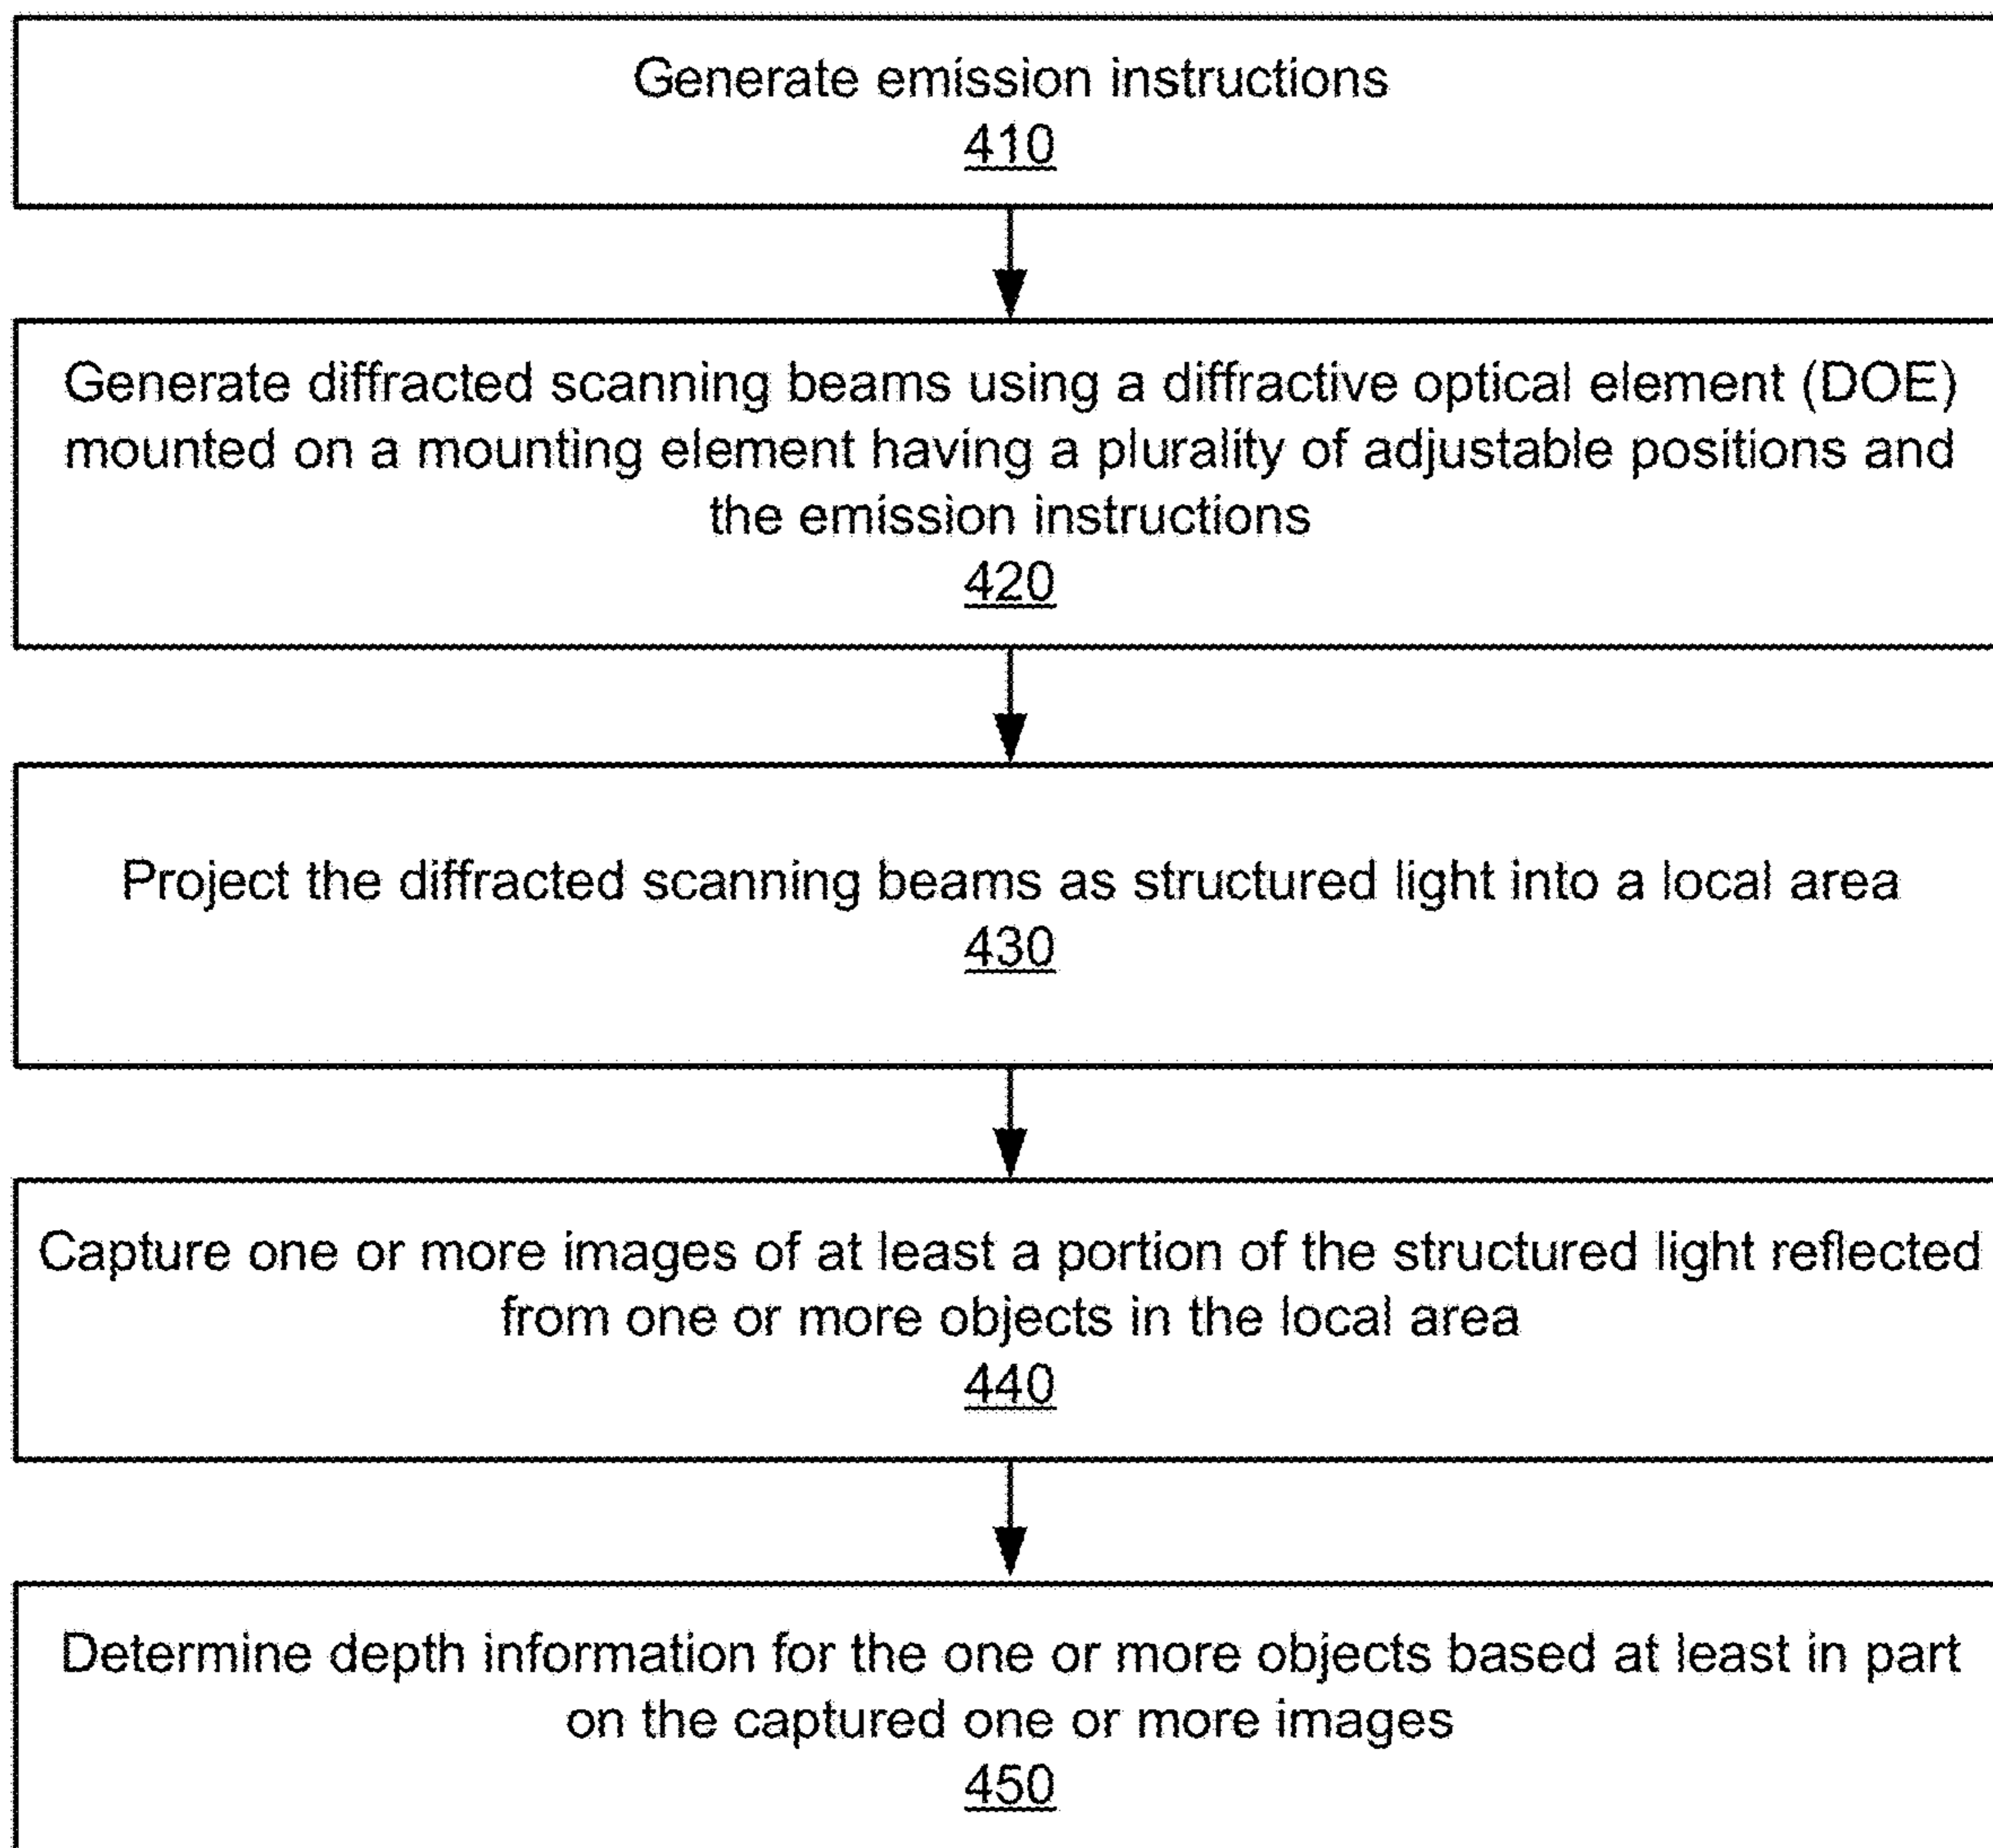 Generate emission instructions
410
Generate diffracted scanning beams using a diffractive optical element (DOE)
mounted on a mounting element having a plurality of adjustable positions and
the emission instructions
420
Project the diffracted scanning beams as structured light into a local area
430
Capture one or more images of at least a portion of the structured light reflected
from one or more objects in the local area
440
Determine depth information for the one or more objects based at least in part
on the captured one or more images
450